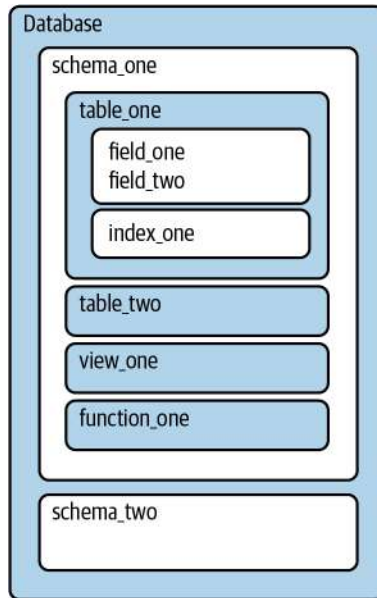 Database
schema_one
table_one
field_one
field_two
index_one
table_two
view_one
function_one
schema_two